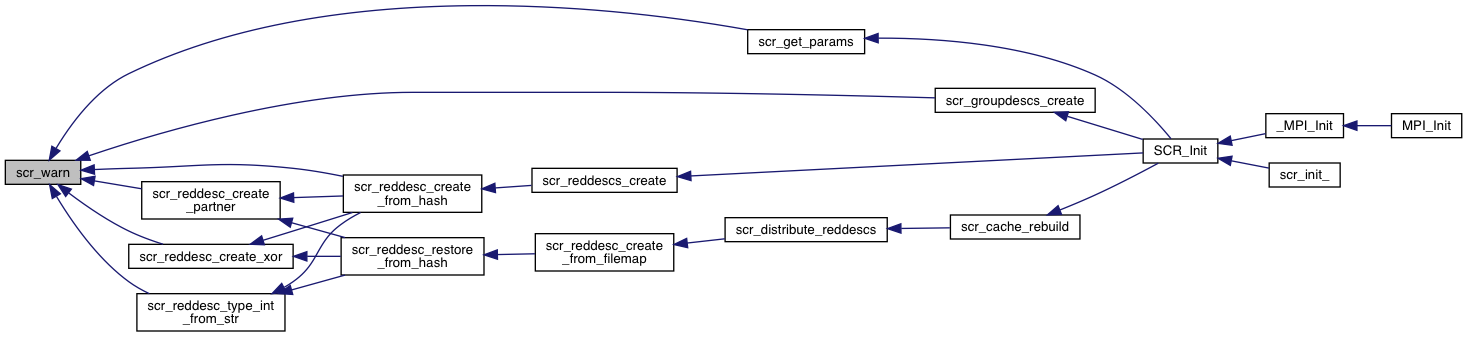 scr_get_params
scr_groupdescs_create
_MPI_Init
MPI_Init
SCR_Init
scr_warn
scr_reddescs_create
scr_init_
scr_reddesc_create
_from_hash
scr_reddesc_create
_partner
scr_distribute_reddescs
scr_cache_rebuild
scr_reddesc_create_xor
scr_reddesc_restore
_from_hash
scr_reddesc_create
_from_filemap
scr_reddesc_type_int
_from_str